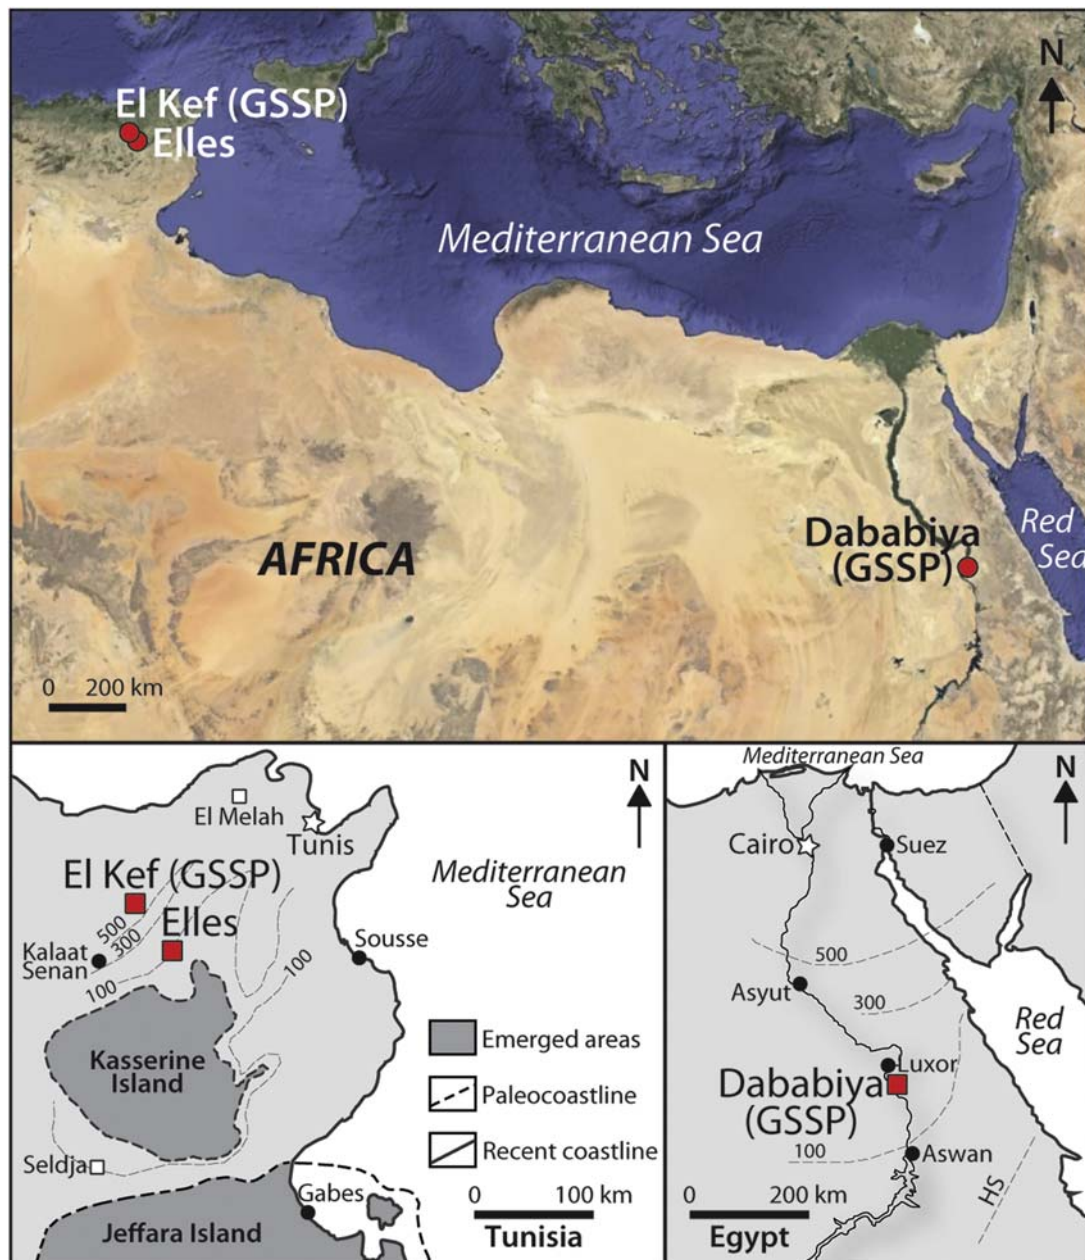 N
El Kef (GSSP)
Elles
Mediterranean Sea
AFRICA
Dababiya
(GSSP)
Red
Sea
0 200 km
N
El Melah
Tunis
El Kef (GSSP)
Elles
500
300
100
100
Kalaat
Senan
Sousse
Mediterranean
Sea
Kasserine
Island
Emerged areas
Paleocoastline
Recent coastline
Seldja
Gabes
Jeffara Island
0 100 km
Tunisia
Mediterranean Sea
N
Cairo
Suez
500
Asyut
300
Red
Sea
Luxor
Dababiya
(GSSP)
100
Aswan
HS
0 200 km
Egypt